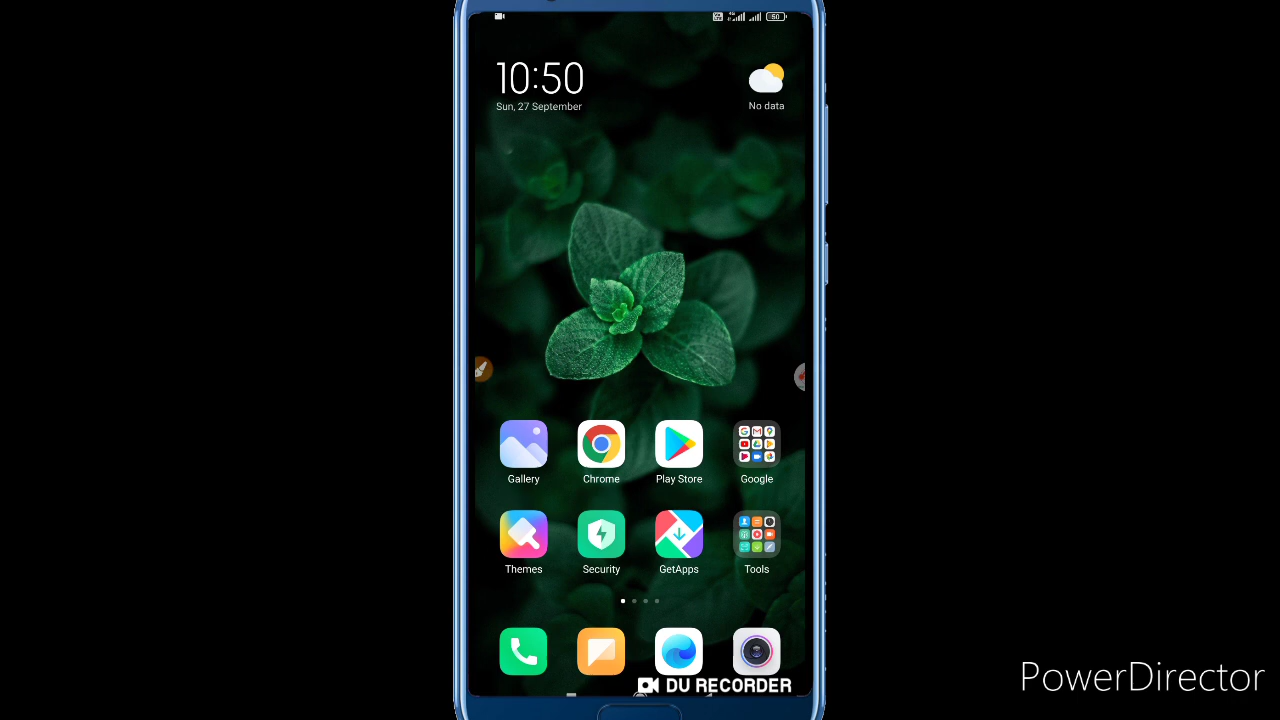 50
10:50
Sun, 27 September
No data
Gallery
Chrome
Play Store
Google
Themes
Security
GetApps
Tools
DU RECORDER
PowerDirector